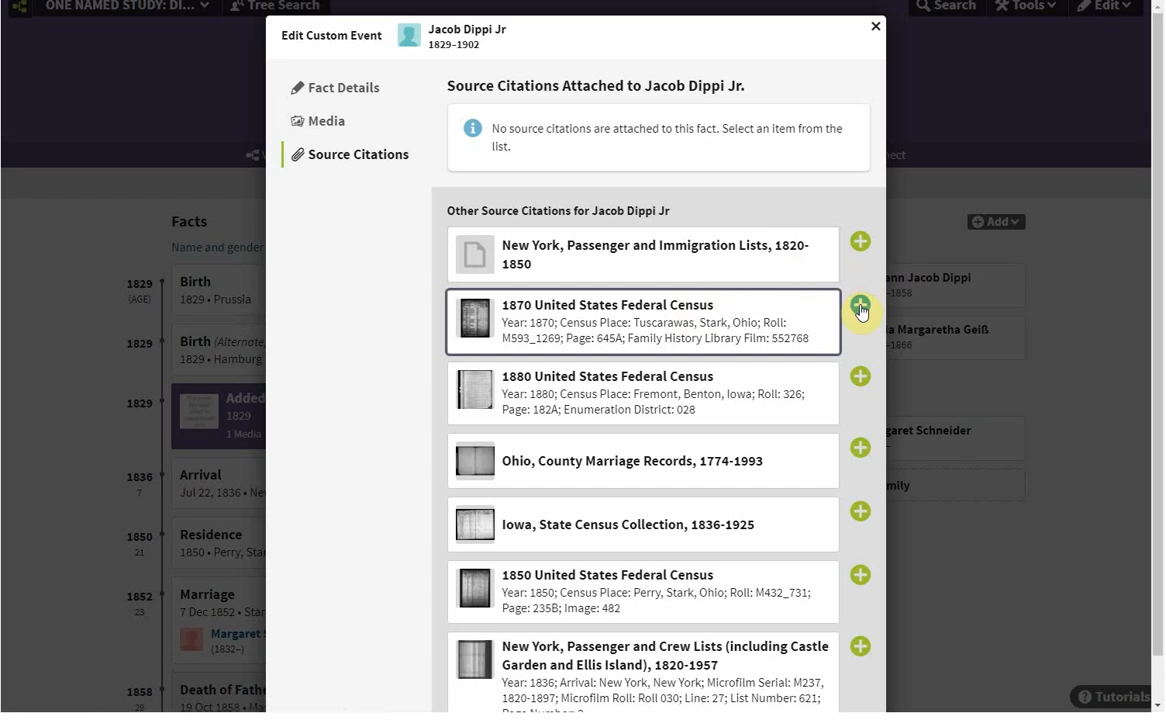 ONE NAMED STUDY: DI...
Tree Search
Search
Tools
Edit
Edit Custom Event
Jacob Dippi Jr
1829–1902
Fact Details
Media
Source Citations
Source Citations Attached to Jacob Dippi Jr.
No source citations are attached to this fact. Select an item from the
list.
Other Source Citations for Jacob Dippi Jr
New York, Passenger and Immigration Lists, 1820-
1850
1870 United States Federal Census
Year: 1870; Census Place: Tuscarawas, Stark, Ohio; Roll:
M593_1269; Page: 645A; Family History Library Film: 552768
1880 United States Federal Census
Year: 1880; Census Place: Fremont, Benton, Iowa; Roll: 326;
Page: 182A; Enumeration District: 028
Ohio, County Marriage Records, 1774-1993
Iowa, State Census Collection, 1836-1925
1850 United States Federal Census
Year: 1850; Census Place: Perry, Stark, Ohio; Roll: M432_731;
Page: 235B; Image: 482
New York, Passenger and Crew Lists (including Castle
Garden and Ellis Island), 1820-1957
Year: 1836; Arrival: New York, New York; Microfilm Serial: M237,
1820-1897; Microfilm Roll: Roll 030; Line: 27; List Number: 621;
Facts
Name and gender
1829
(AGE)
Birth
1829 • Prussia
1829
Birth (Alternate,
1829 • Hamburg
1829
Added
1829
1 Media
1836
7
Arrival
Jul 22, 1836 • Ne
1850
21
Residence
1850 • Perry, Sta
1852
23
Marriage
7 Dec 1852 • Star
Margaret S
(1832–)
1858
29
Death of Fathe
19 Oct 1858 • Ma
ect
Add
ann Jacob Dippi
–1858
ia Margaretha Geiß
–1866
garet Schneider
mily
Tutorials